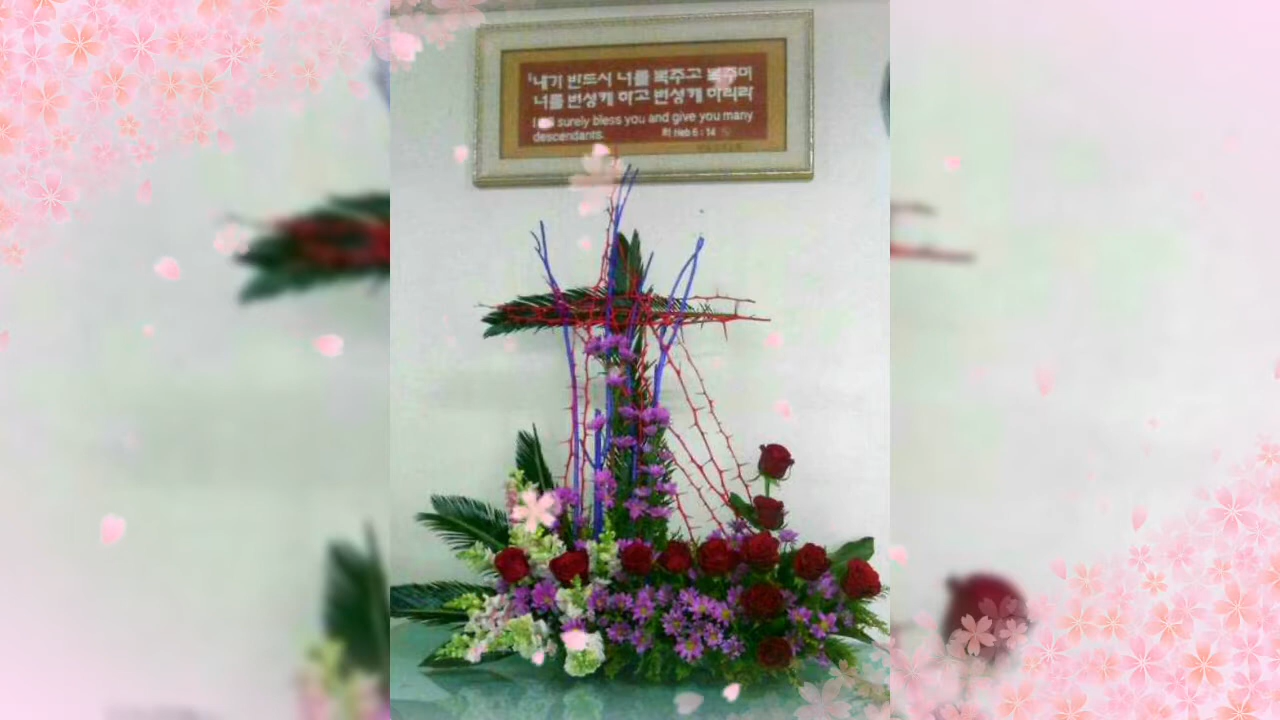 「내가 반드시 너를 복주고 복주며
너를 번성케 하고 번성케 하리라
I surely bless you and give you many
descendants. 히 Heb 6 : 14